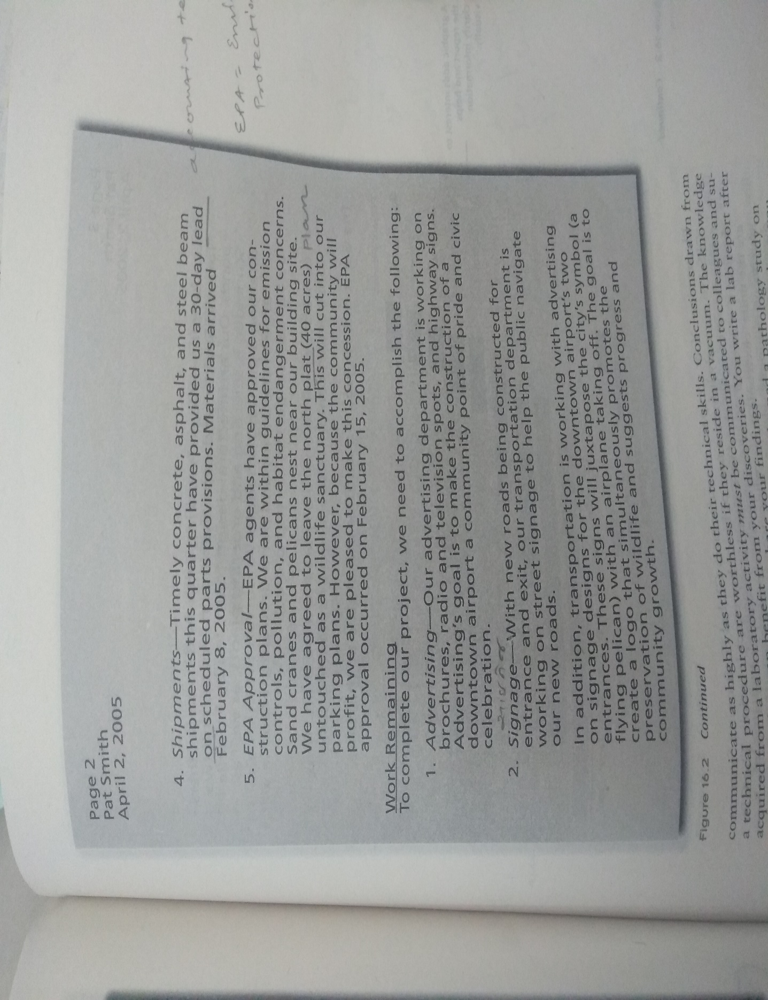 Page 2
Pat Smith
April 2, 2005
4. Shipments—Timely concrete, asphalt, and steel beam
shipments this quarter have provided us a 30-day lead
on scheduled parts provisions. Materials arrived
February 8, 2005.
5. EPA Approval—EPA agents have approved our con-
struction plans. We are within guidelines for emission
controls, pollution, and habitat endangerment concerns.
Sand cranes and pelicans nest near our building site.
We have agreed to leave the north plat (40 acres) plan
untouched as a wildlife sanctuary. This will cut into our
parking plans. However, because the community will
profit, we are pleased to make this concession. EPA
approval occurred on February 15, 2005.
EPA =
Work Remaining
To complete our project, we need to accomplish the following:
1. Advertising—Our advertising department is working on
brochures, radio and television spots, and highway signs.
Advertising's goal is to make the construction of a
downtown airport a community point of pride and civic
celebration.
2. Signage—With new roads being constructed for
entrance and exit, our transportation department is
working on street signage to help the public navigate
our new roads.
In addition, transportation is working with advertising
on signage designs for the downtown airport's two
entrances. These signs will juxtapose the city's symbol (a
flying pelican) with an airplane taking off. The goal is to
create a logo that simultaneously promotes the
preservation of wildlife and suggests progress and
community growth.
Figure 16.2 Continued
communicate as highly as they do their technical skills. Conclusions drawn from
a technical procedure are worthless if they reside in a vacuum. The knowledge
acquired from a laboratory activity must be communicated to colleagues and su-
benefit from your discoveries. You write a lab report after
your findings.
a pathology study on